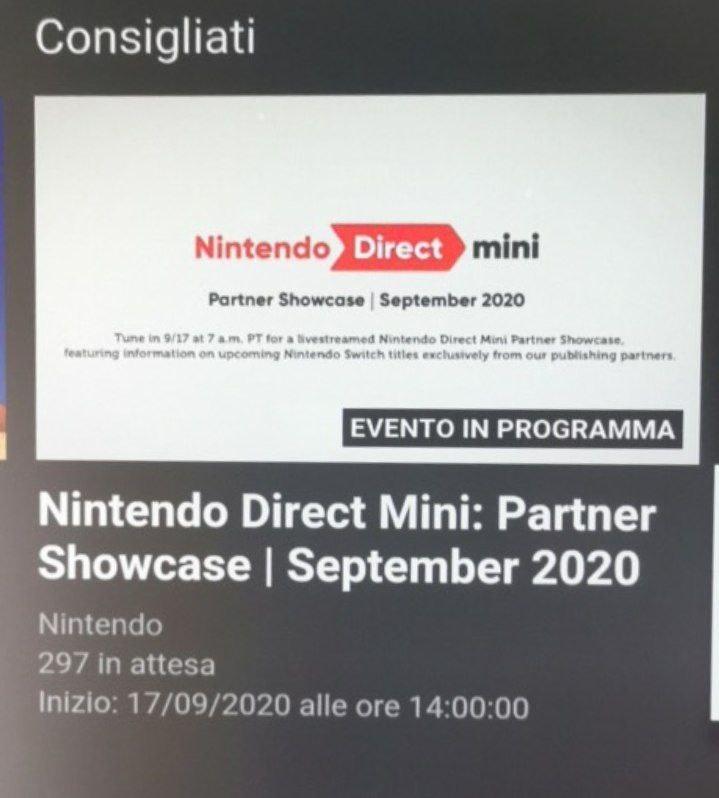 Consigliati
Nintendo Direct mini
Partner Showcase | September 2020
Tune in 9/17 at 7 a.m. PT for a livestreamed Nintendo Direct Mini Partner Showcase,
featuring information on upcoming Nintendo Switch titles exclusively from our publishing partners.
EVENTO IN PROGRAMMA
Nintendo Direct Mini: Partner
Showcase | September 2020
Nintendo
297 in attesa
Inizio: 17/09/2020 alle ore 14:00:00